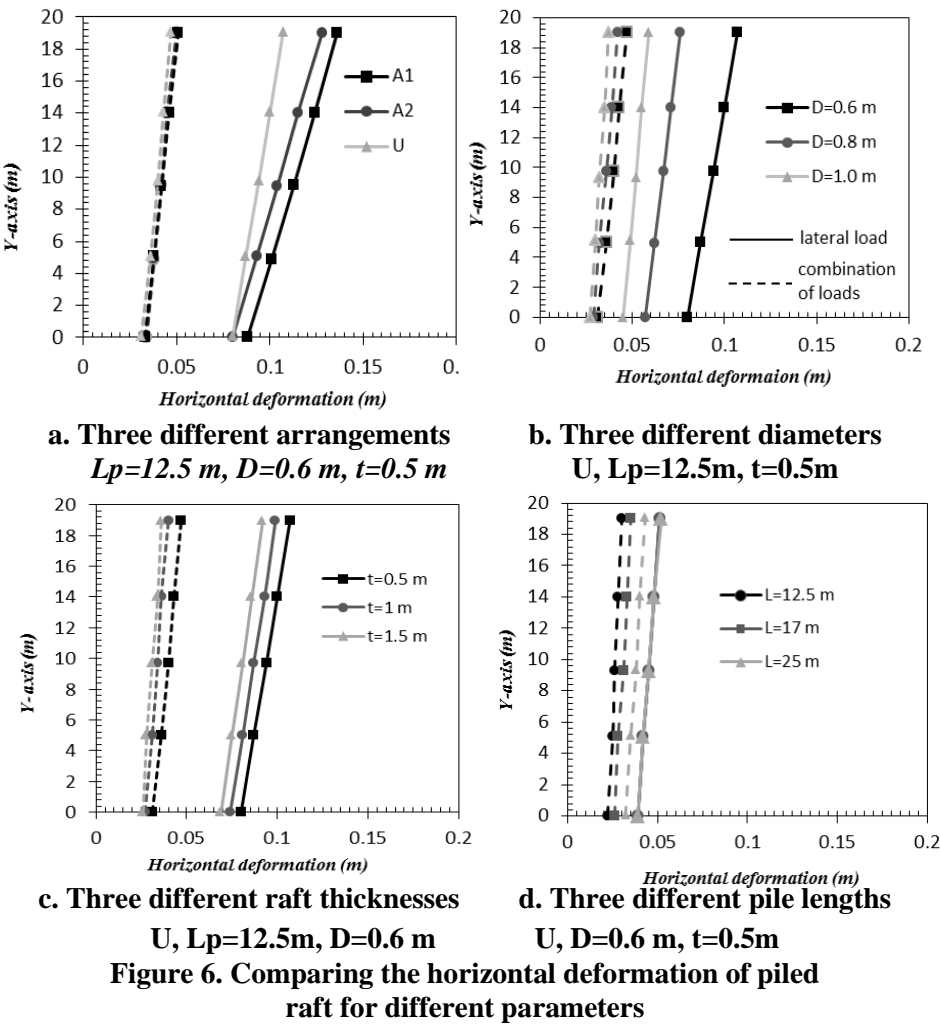 20
18
16
14
12
10
8
6
4
2
0
0
0.05
0.1
0.15
0.
Y-axis (m)
Horizontal deformation (m)
A1
A2
U
a. Three different arrangements
Lp=12.5 m, D=0.6 m, t=0.5 m
20
18
16
14
12
10
8
6
4
2
0
0
0.05
0.1
0.15
0.2
Y-axis (m)
Horizontal deformaion (m)
D=0.6 m
D=0.8 m
D=1.0 m
lateral load
combination
of loads
b. Three different diameters
U, Lp=12.5m, t=0.5m
20
18
16
14
12
10
8
6
4
2
0
0
0.05
0.1
0.15
0.2
Y-axis (m)
Horizontal deformation (m)
t=0.5 m
t=1 m
t=1.5 m
c. Three different raft thicknesses
U, Lp=12.5m, D=0.6 m
20
18
16
14
12
10
8
6
4
2
0
0
0.05
0.1
0.15
0.2
Y-axis (m)
Horizontal deformation (m)
L=12.5 m
L=17 m
L=25 m
d. Three different pile lengths
U, D=0.6 m, t=0.5m
Figure 6. Comparing the horizontal deformation of piled
raft for different parameters